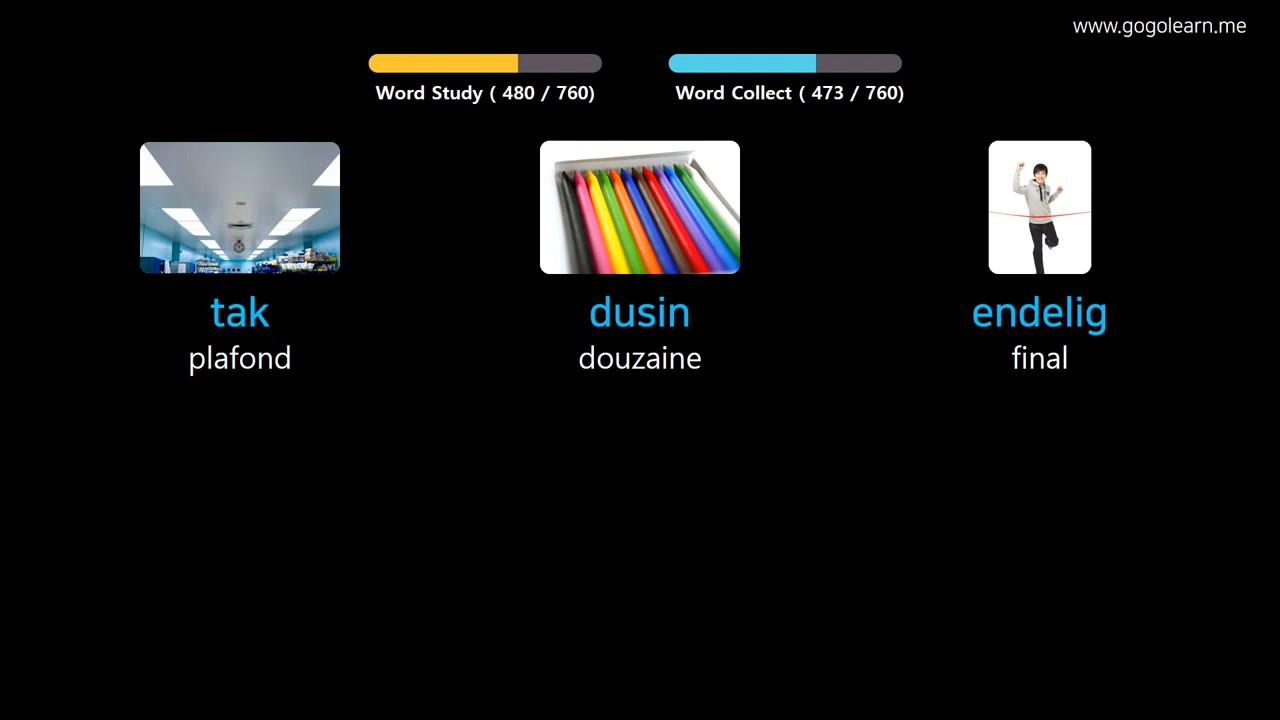 www.gogolearn.me
Word Study ( 480 / 760)
Word Collect ( 473 / 760)
tak
plafond
dusin
douzaine
endelig
final